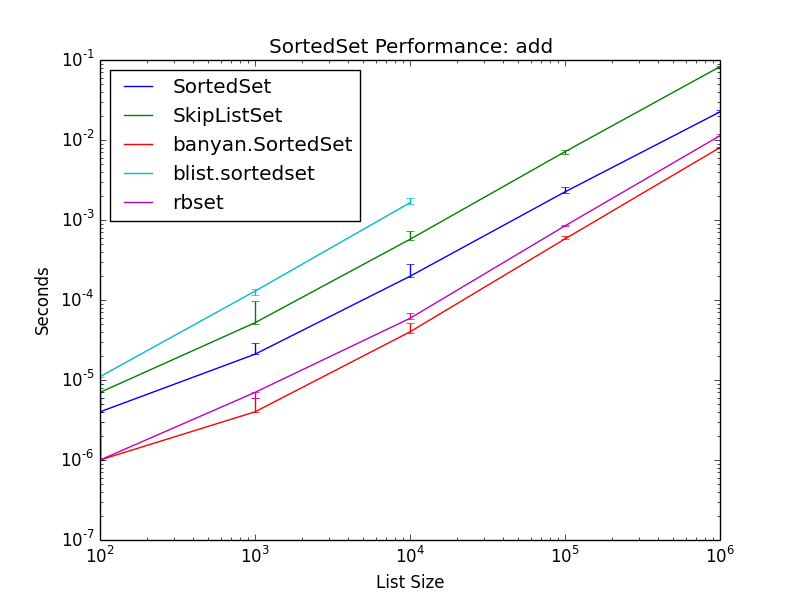 SortedSet Performance: add
10^-1
10^-2
10^-3
10^-4
10^-5
10^-6
10^-7
Seconds
SortedSet
SkipListSet
banyan.SortedSet
blist.sortedset
rbset
10^2 10^3 10^4 10^5 10^6
List Size